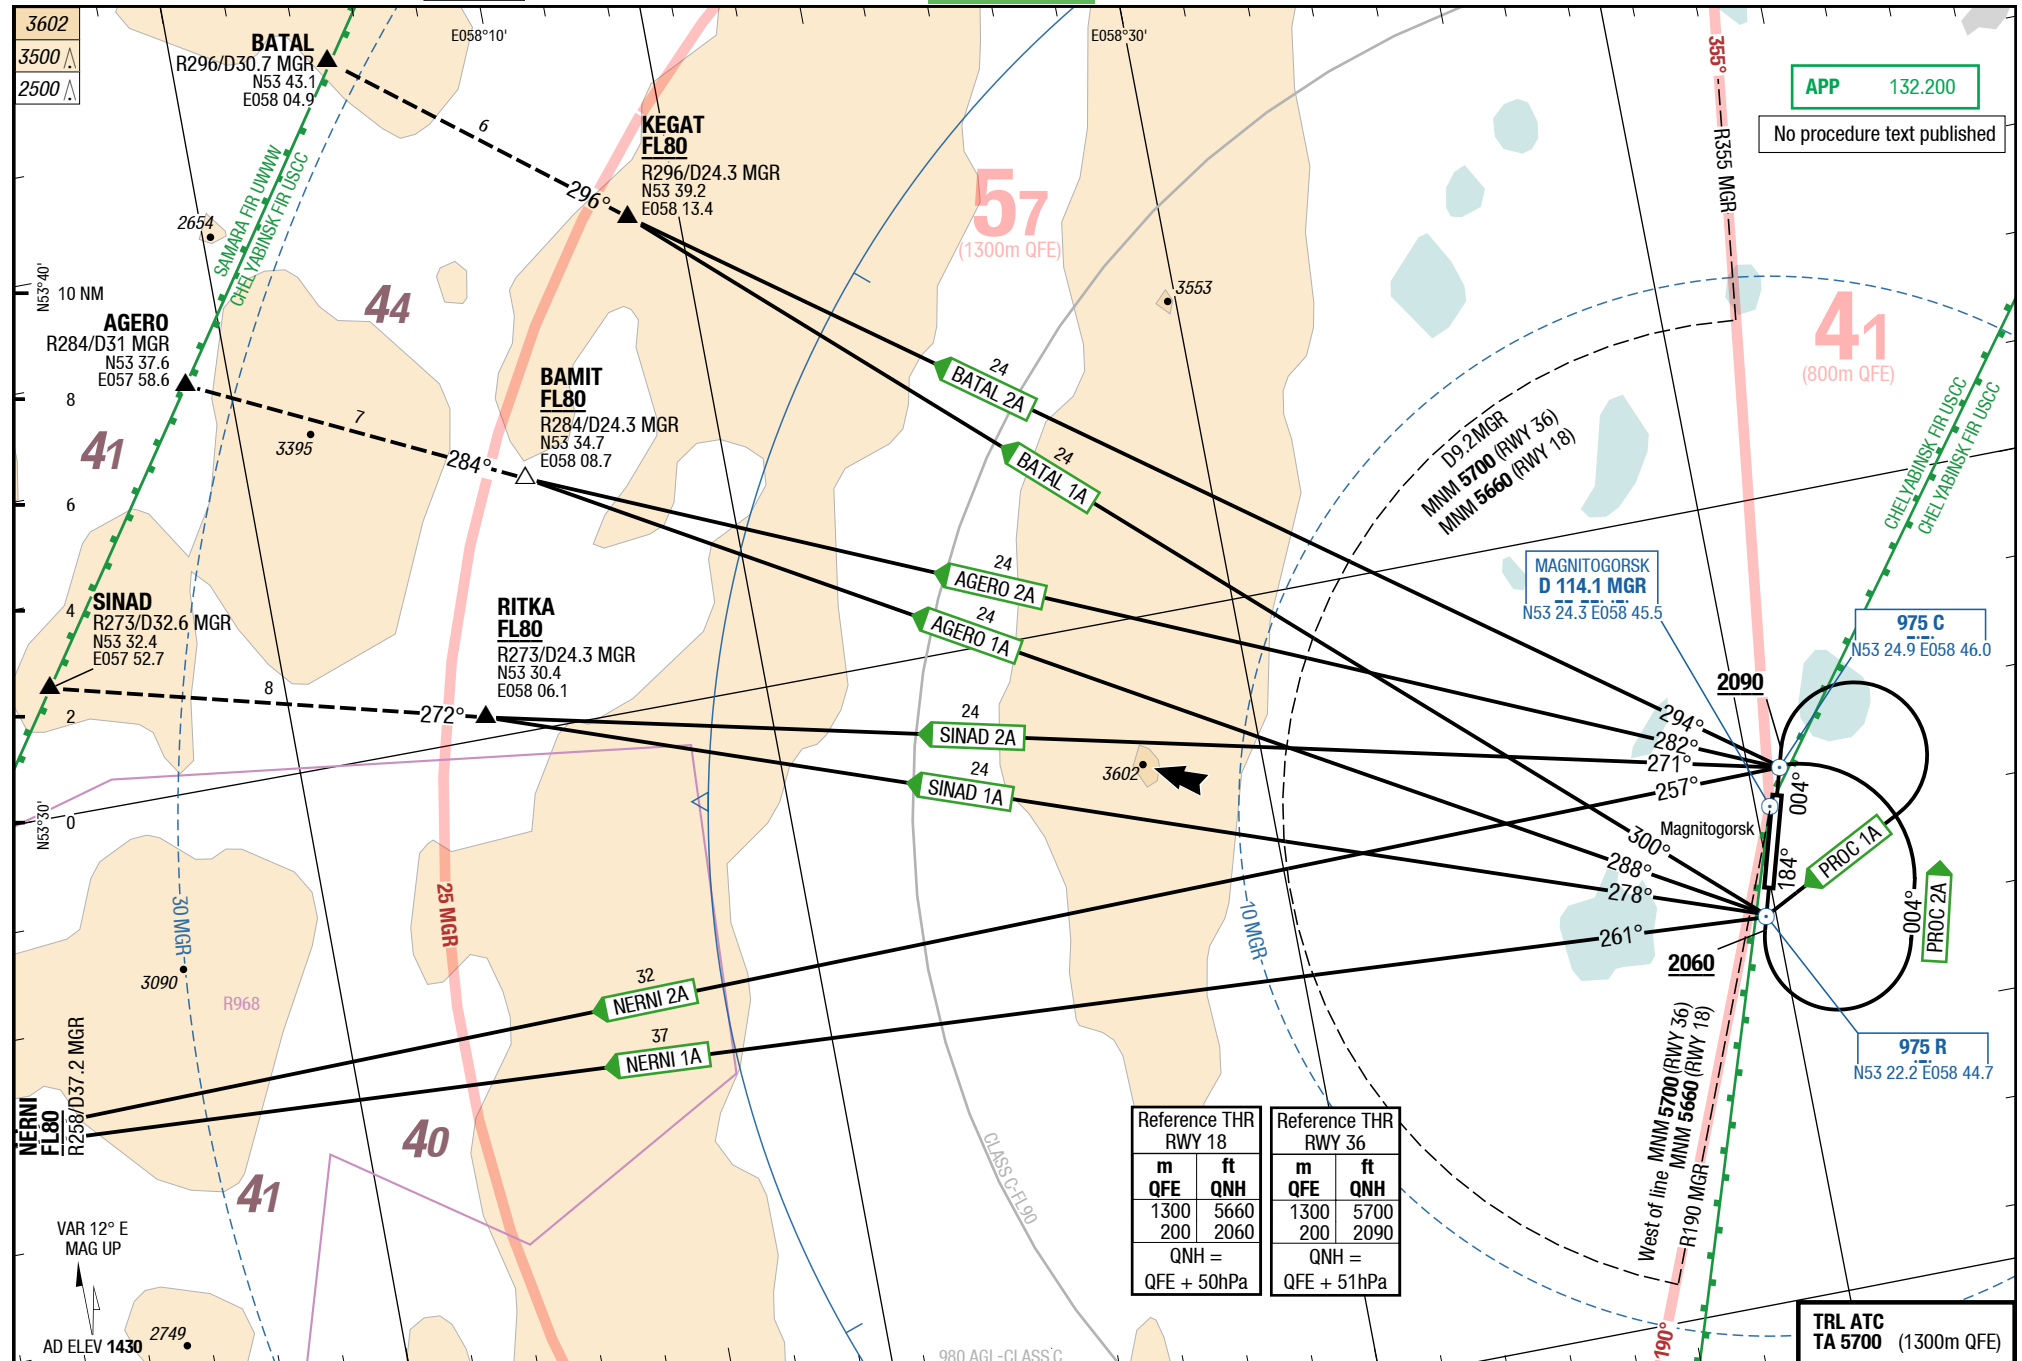 3602
3500
2500
BATAL
R296/D30.7 MGR
N53 43.1
E058 04.9
E058°10'
E058°30'
355°
R355 MGR
APP 132.200
No procedure text published
6
296°
KEGAT
FL80
R296/D24.3 MGR
N53 39.2
E058 13.4
57
(1300m QFE)
2654
SAMARA FIR UWWW
CHELYABINSK FIR USCC
N53°40'
10 NM
8
6
4
2
0
44
3553
41
(800m QFE)
AGERO
R284/D31 MGR
N53 37.6
E057 58.6
7
284°
3395
BAMIT
FL80
R284/D24.3 MGR
N53 34.7
E058 08.7
24
BATAL 2A
24
BATAL 1A
D9.2 MGR
MNM 5700 (RWY 36)
MNM 5660 (RWY 18)
CHELYABINSK FIR USCC
CHELYABINSK FIR USCC
41
24
AGERO 2A
24
AGERO 1A
MAGNITOGORSK
D 114.1 MGR
N53 24.3 E058 45.5
975 C
N53 24.9 E058 46.0
SINAD
R273/D32.6 MGR
N53 32.4
E057 52.7
8
272°
RITKA
FL80
R273/D24.3 MGR
N53 30.4
E058 06.1
24
SINAD 2A
24
SINAD 1A
3602
2090
294°
282°
271°
257°
004°
Magnitogorsk
184°
PROC 1A
004°
PROC 2A
300°
288°
278°
261°
2060
N53°30'
25 MGR
30 MGR
10 MGR
3090
R968
32
NERNI 2A
37
NERNI 1A
NERNI
FL80
R258/D37.2 MGR
40
41
CLASS C-FL90
980 AGL-CLASS C
975 R
N53 22.2 E058 44.7
West of line MNM 5700 (RWY 36)
MNM 5660 (RWY 18)
R190 MGR
190°
Reference THR
RWY 18
m ft
QFE QNH
1300 5660
200 2060
QNH =
QFE + 50hPa
Reference THR
RWY 36
m ft
QFE QNH
1300 5700
200 2090
QNH =
QFE + 51hPa
VAR 12° E
MAG UP
2749
AD ELEV 1430
TRL ATC
TA 5700 (1300m QFE)